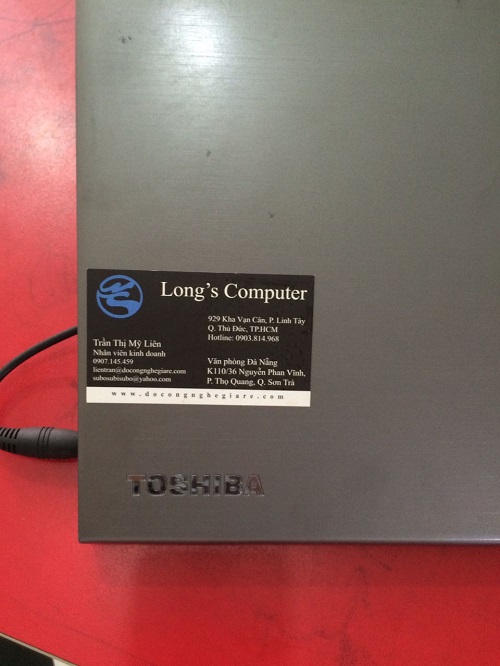 Long's Computer
929 Kha Vạn Cân, P. Linh Tây
Q. Thủ Đức, TP.HCM
Hotline: 0903.814.968
Trần Thị Mỹ Liên
Nhân viên kinh doanh
0907.145.459
lientran@docongnghegiare.com
subosubisubo@yahoo.com
Văn phòng Đà Nẵng
K110/36 Nguyễn Phan Vĩnh,
P. Thọ Quang, Q. Sơn Trà
www.docongnghegiare.com
TOSHIBA